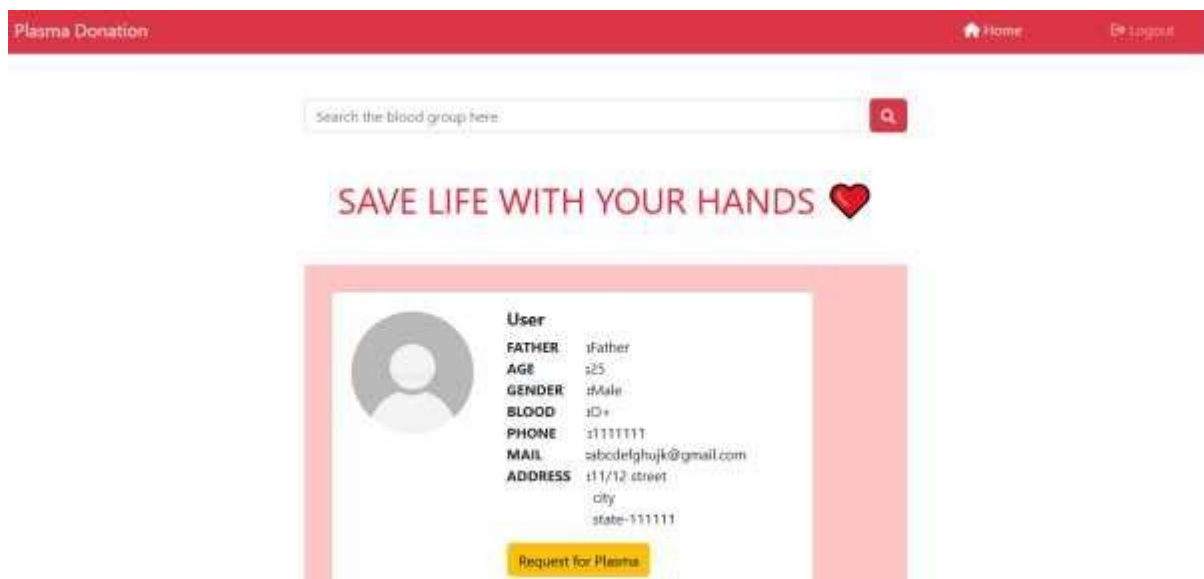 Plasma Donation Home Logout
Search the blood group here
SAVE LIFE WITH YOUR HANDS
User
FATHER :Father
AGE :25
GENDER :Male
BLOOD :O+
PHONE :1111111
MAIL :abcdefghujk@gmail.com
ADDRESS :11/12 street
city
state-111111
Request for Plasma